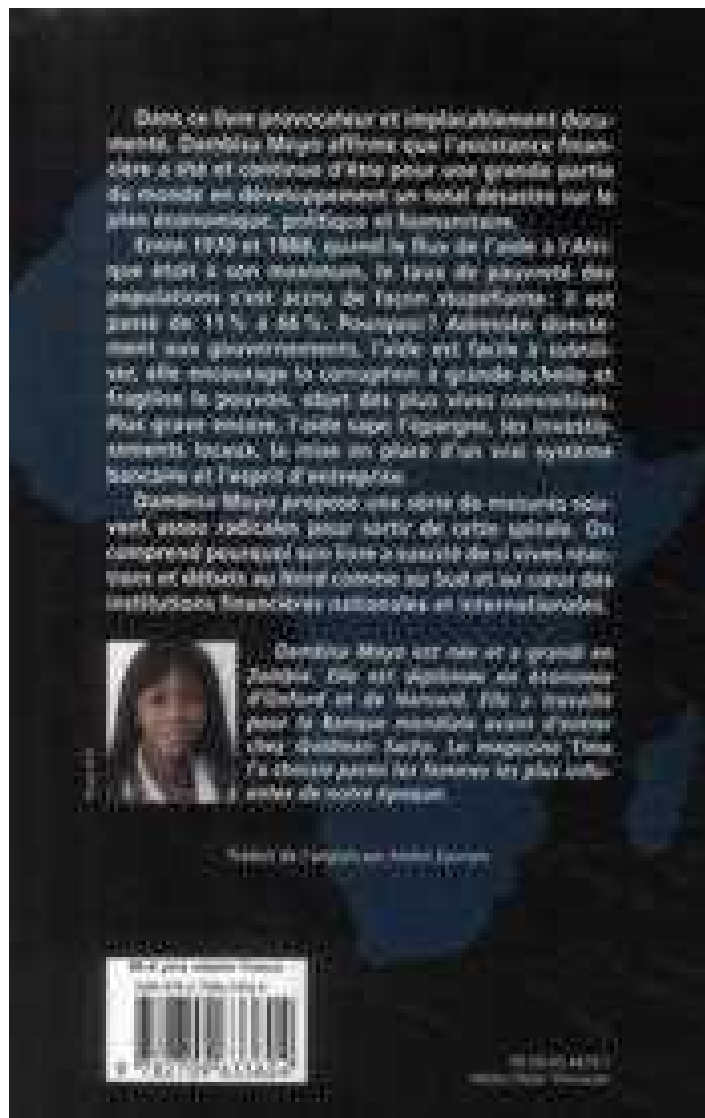 Dans ce livre provocateur et implacablement docu-
menté, Dambisa Moyo affirme que l'assistance finan-
cière a été et continue d'être pour une grande partie
du monde en développement un total désastre sur le
plan économique, politique et humanitaire.
Entre 1970 et 1998, quand le flux de l'aide à l'Afri-
que était à son maximum, le taux de pauvreté des
populations s'est accru de façon stupéfiante : il est
passé de 11 % à 66 %. Pourquoi ? Adressée directe-
ment aux gouvernements, l'aide est facile à
elle encourage la corruption à grande échelle et
fragilise le pouvoir, objet des plus vives convoitises.
Plus grave encore, l'aide sape l'épargne, les investis-
sements locaux, la mise en place d'un vrai système
bancaire et l'esprit d'entreprise.
Dambisa Moyo propose une série de mesures sou-
vent assez radicales pour sortir de cette spirale. On
comprend pourquoi son livre a suscité de si vives réac-
tions et débats au Nord comme au Sud et au cœur des
institutions financières nationales et internationales.
Dambisa Moyo est née et a grandi en
Zambie. Elle est diplômée en économie
d'Oxford et de Harvard. Elle a travaillé
pour la Banque mondiale avant d'entrer
chez Goldman Sachs. Le magazine Time
l'a choisie parmi les femmes les plus influ-
entes de notre époque.
Traduit de l'anglais par André